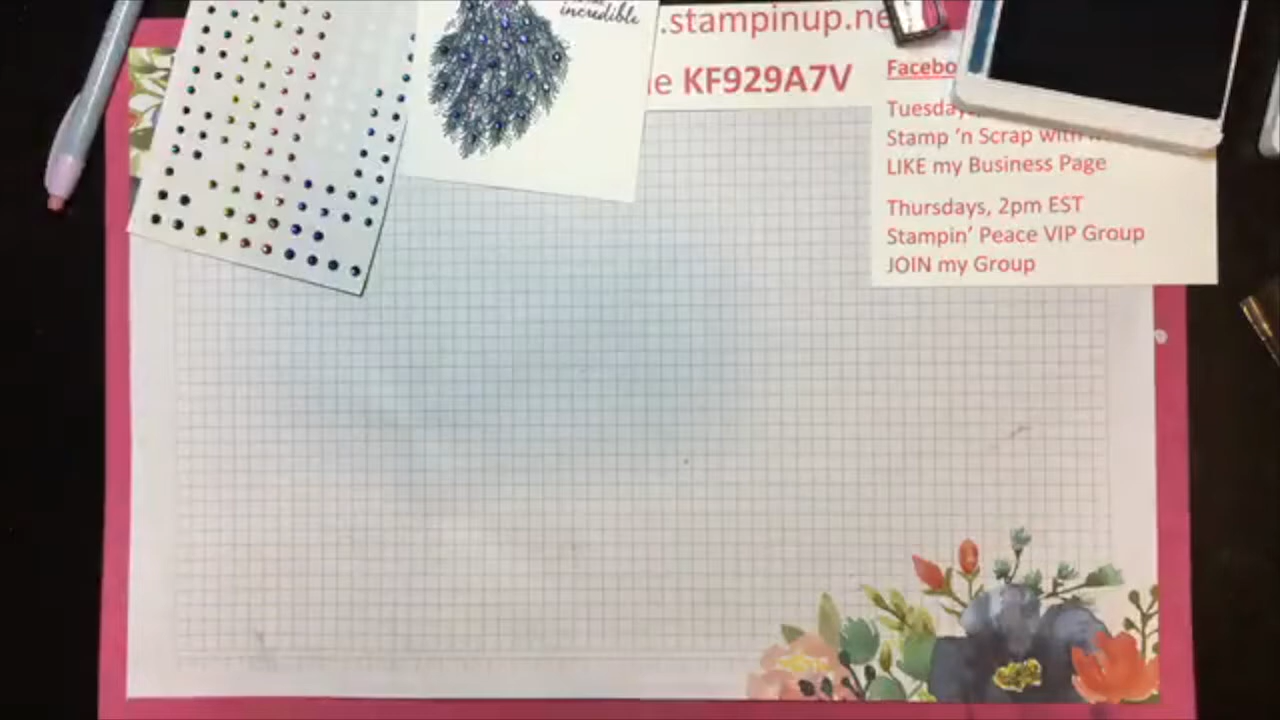 incredible
.stampinup.ne
KF929A7V
Facebo
Tuesday
Stamp 'n Scrap with
LIKE my Business Page
Thursdays, 2pm EST
Stampin' Peace VIP Group
JOIN my Group